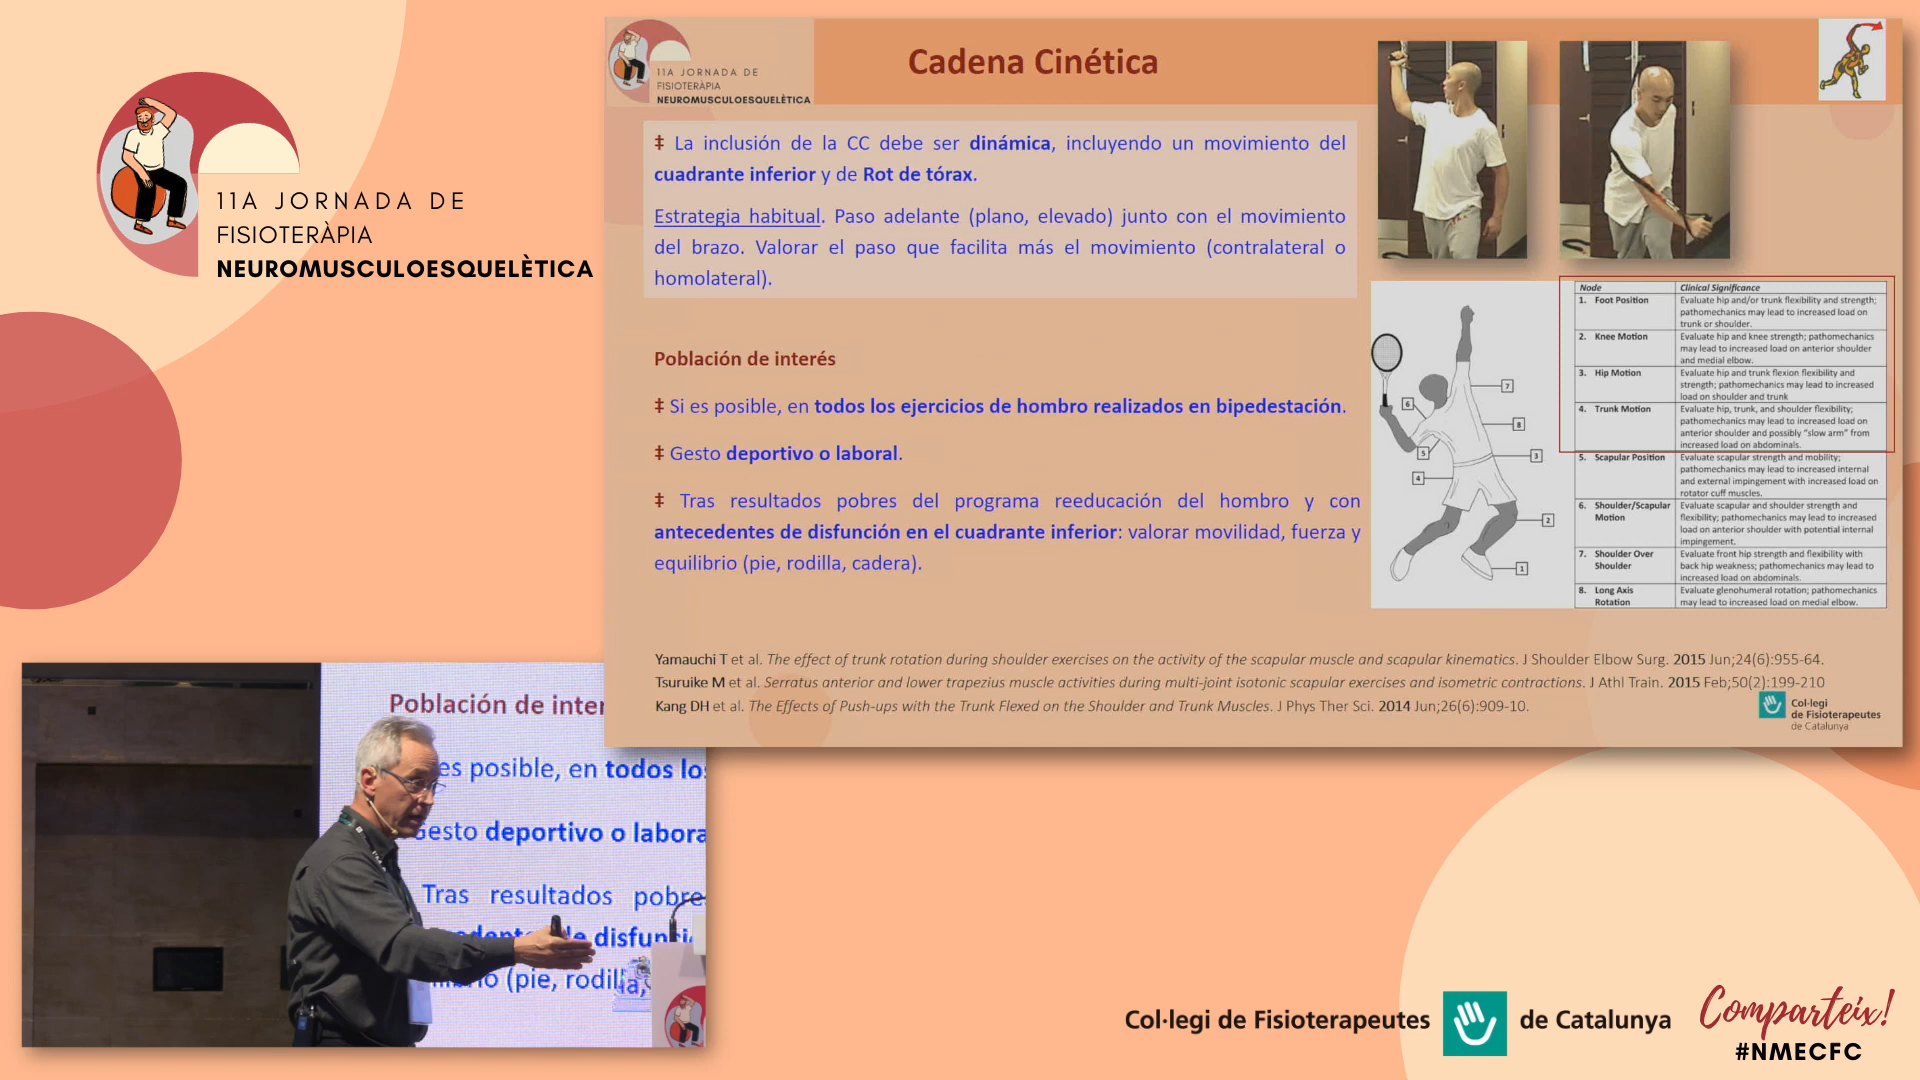 11A JORNADA DE
FISIOTERÀPIA
NEUROMUSCULOESQUELÈTICA
11A JORNADA DE
FISIOTERÀPIA
NEUROMUSCULOESQUELÈTICA
Cadena Cinética
‡ La inclusión de la CC debe ser dinámica, incluyendo un movimiento del
cuadrante inferior y de Rot de tórax.
Estrategia habitual. Paso adelante (plano, elevado) junto con el movimiento
del brazo. Valorar el paso que facilita más el movimiento (contralateral o
homolateral).
Población de interés
‡ Si es posible, en todos los ejercicios de hombro realizados en bipedestación.
‡ Gesto deportivo o laboral.
‡ Tras resultados pobres del programa reeducación del hombro y con
antecedentes de disfunción en el cuadrante inferior: valorar movilidad, fuerza y
equilibrio (pie, rodilla, cadera).
7
6
8
5
3
4
2
1
Node Clinical Significance
1. Foot Position Evaluate hip and/or trunk flexibility and strength;
pathomechanics may lead to increased load on
trunk or shoulder.
2. Knee Motion Evaluate hip and knee strength; pathomechanics
may lead to increased load on anterior shoulder
and medial elbow.
3. Hip Motion Evaluate hip and trunk flexion flexibility and
strength; pathomechanics may lead to increased
load on shoulder and trunk
4. Trunk Motion Evaluate hip, trunk, and shoulder flexibility;
pathomechanics may lead to increased load on
anterior shoulder and possibly "slow arm" from
increased load on abdominals.
5. Scapular Position Evaluate scapular strength and mobility;
pathomechanics may lead to increased internal
and external impingement with increased load on
rotator cuff muscles.
6. Shoulder/Scapular Evaluate scapular and shoulder strength and
Motion flexibility; pathomechanics may lead to increased
load on anterior shoulder with potential internal
impingement.
7. Shoulder Over Evaluate front hip strength and flexibility with
Shoulder back hip weakness; pathomechanics may lead to
increased load on abdominals.
8. Long Axis Evaluate glenohumeral rotation; pathomechanics
Rotation may lead to increased load on medial elbow.
Yamauchi T et al. The effect of trunk rotation during shoulder exercises on the activity of the scapular muscle and scapular kinematics. J Shoulder Elbow Surg. 2015 Jun;24(6):955-64.
Tsuruike M et al. Serratus anterior and lower trapezius muscle activities during multi-joint isotonic scapular exercises and isometric contractions. J Athl Train. 2015 Feb;50(2):199-210
Kang DH et al. The Effects of Push-ups with the Trunk Flexed on the Shoulder and Trunk Muscles. J Phys Ther Sci. 2014 Jun;26(6):909-10.
Col·legi
de Fisioterapeutes
de Catalunya
Población de inter
es posible, en todos los
Gesto deportivo o labora
Tras resultados pobre
de disfunci
(pie, rodilla,
Col·legi de Fisioterapeutes de Catalunya
Comparteix!
#NMECFC